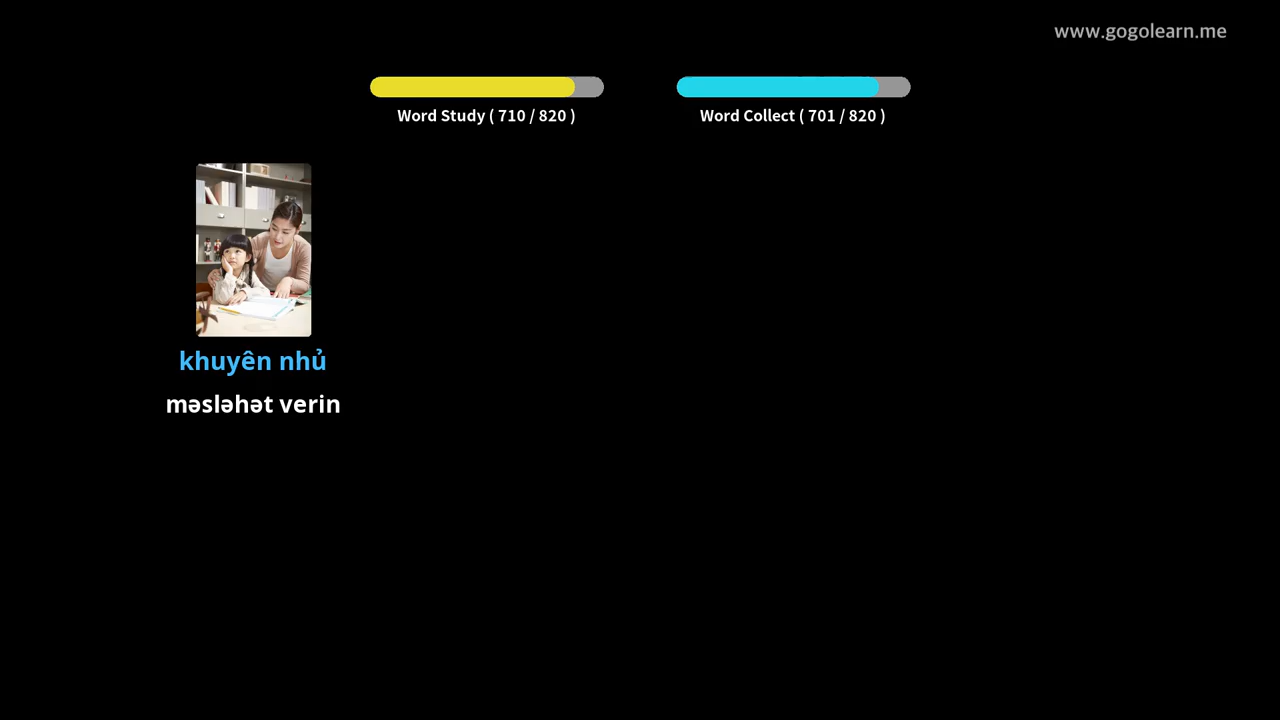 www.gogolearn.me
Word Study ( 710 / 820 )
Word Collect ( 701 / 820 )
khuyên nhủ
məsləhət verin